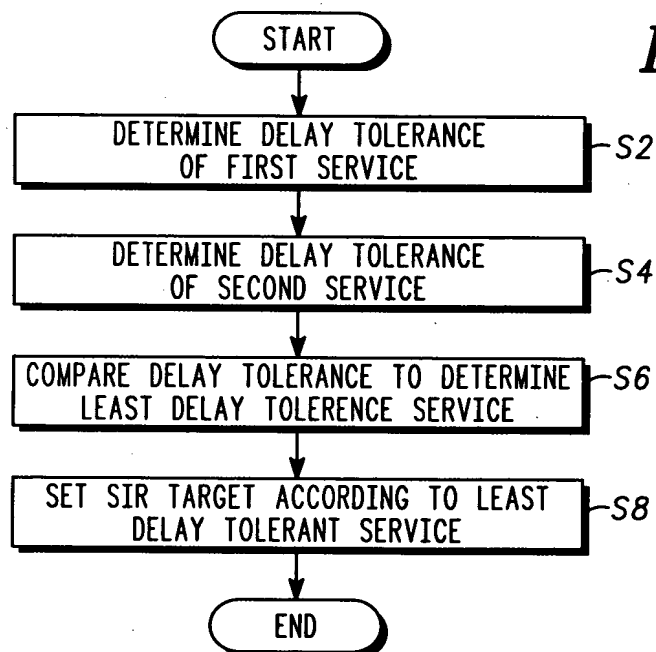 START
DETERMINE DELAY TOLERANCE
OF FIRST SERVICE
S2
DETERMINE DELAY TOLERANCE
OF SECOND SERVICE
S4
COMPARE DELAY TOLERANCE TO DETERMINE
LEAST DELAY TOLERENCE SERVICE
S6
SET SIR TARGET ACCORDING TO LEAST
DELAY TOLERANT SERVICE
S8
END